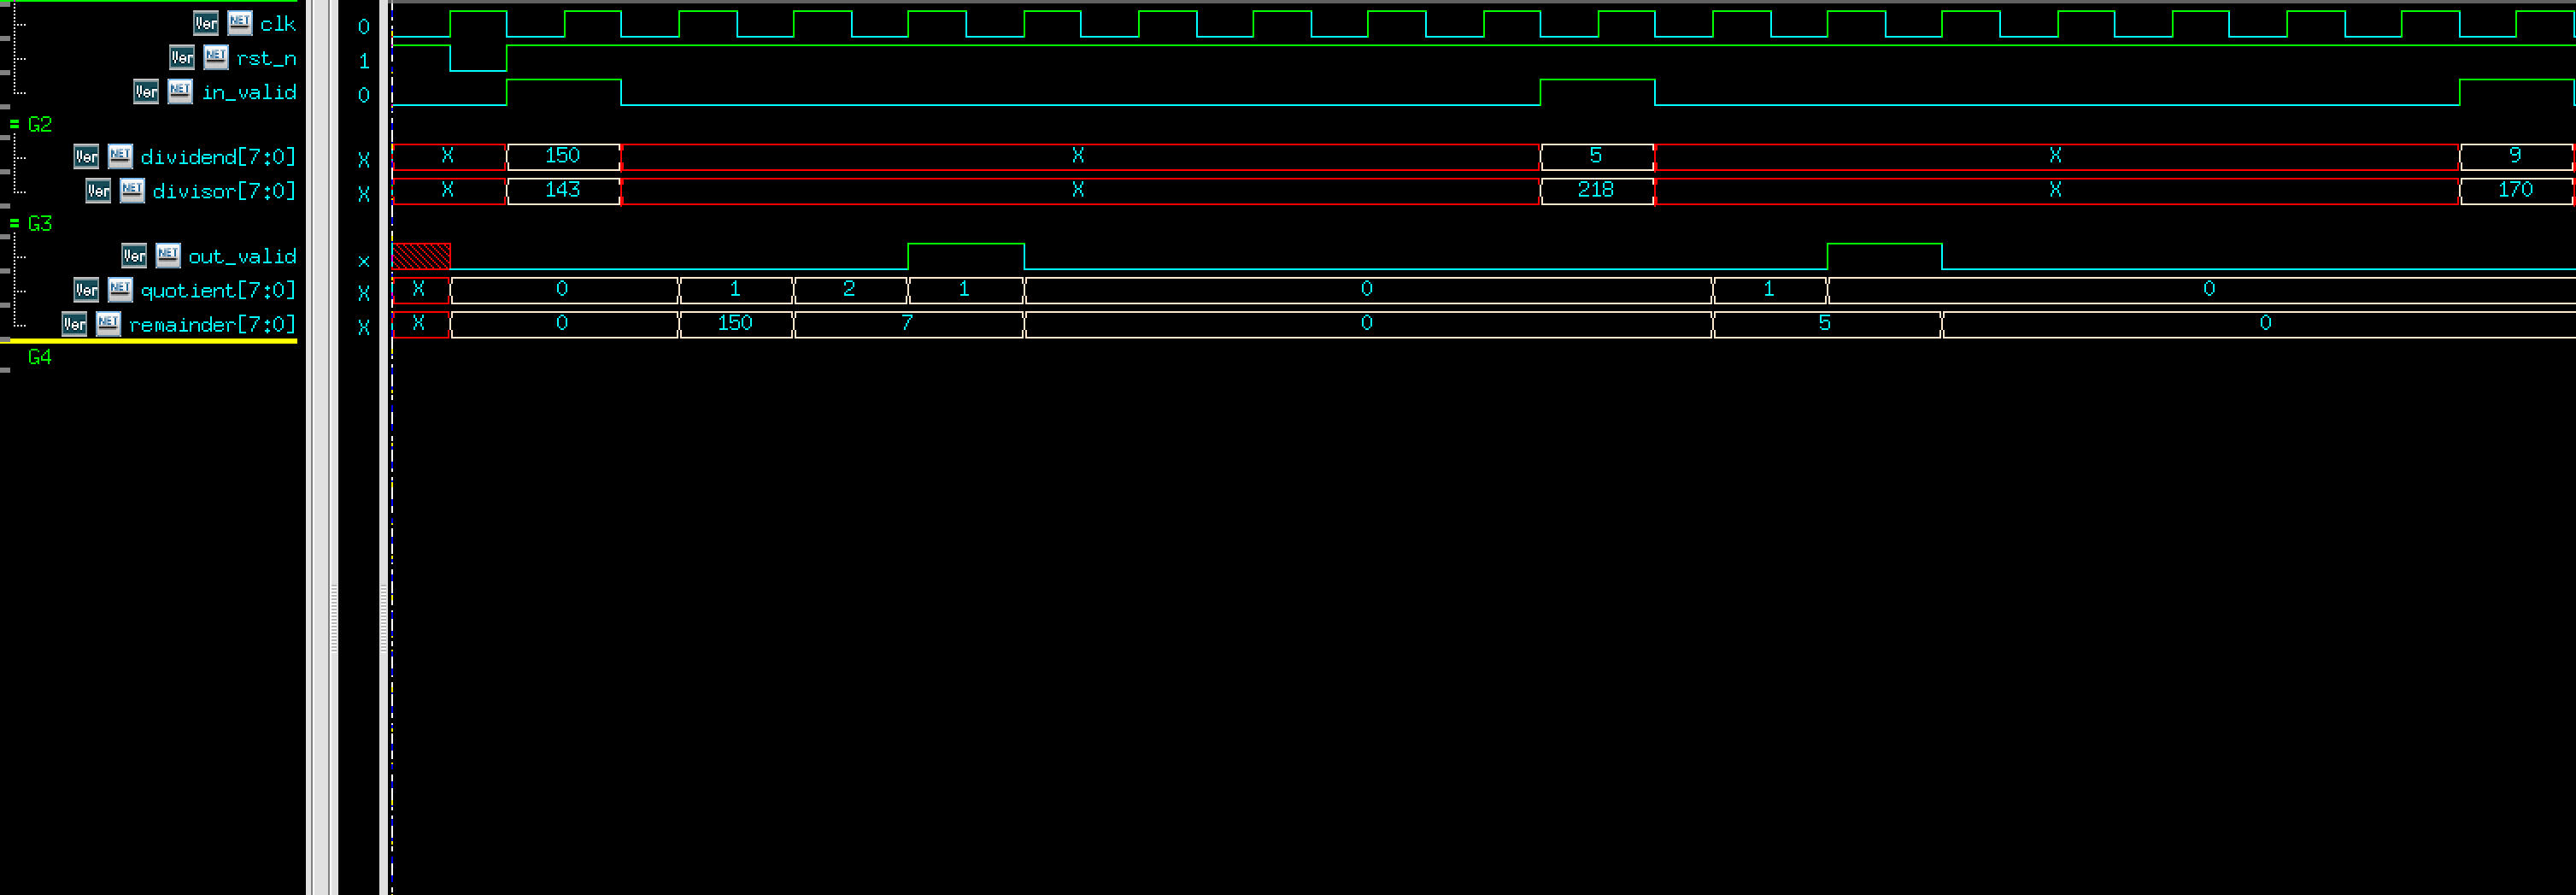 Ver NET clk 0
Ver NET rst_n 1
Ver NET in_valid 0
= G2
Ver NET dividend[7:0] X X 150 X 5 X 9
Ver NET divisor[7:0] X X 143 X 218 X 170
= G3
Ver NET out_valid x
Ver NET quotient[7:0] X X 0 1 2 1 0 1 0
Ver NET remainder[7:0] X X 0 150 7 0 5 0
G4